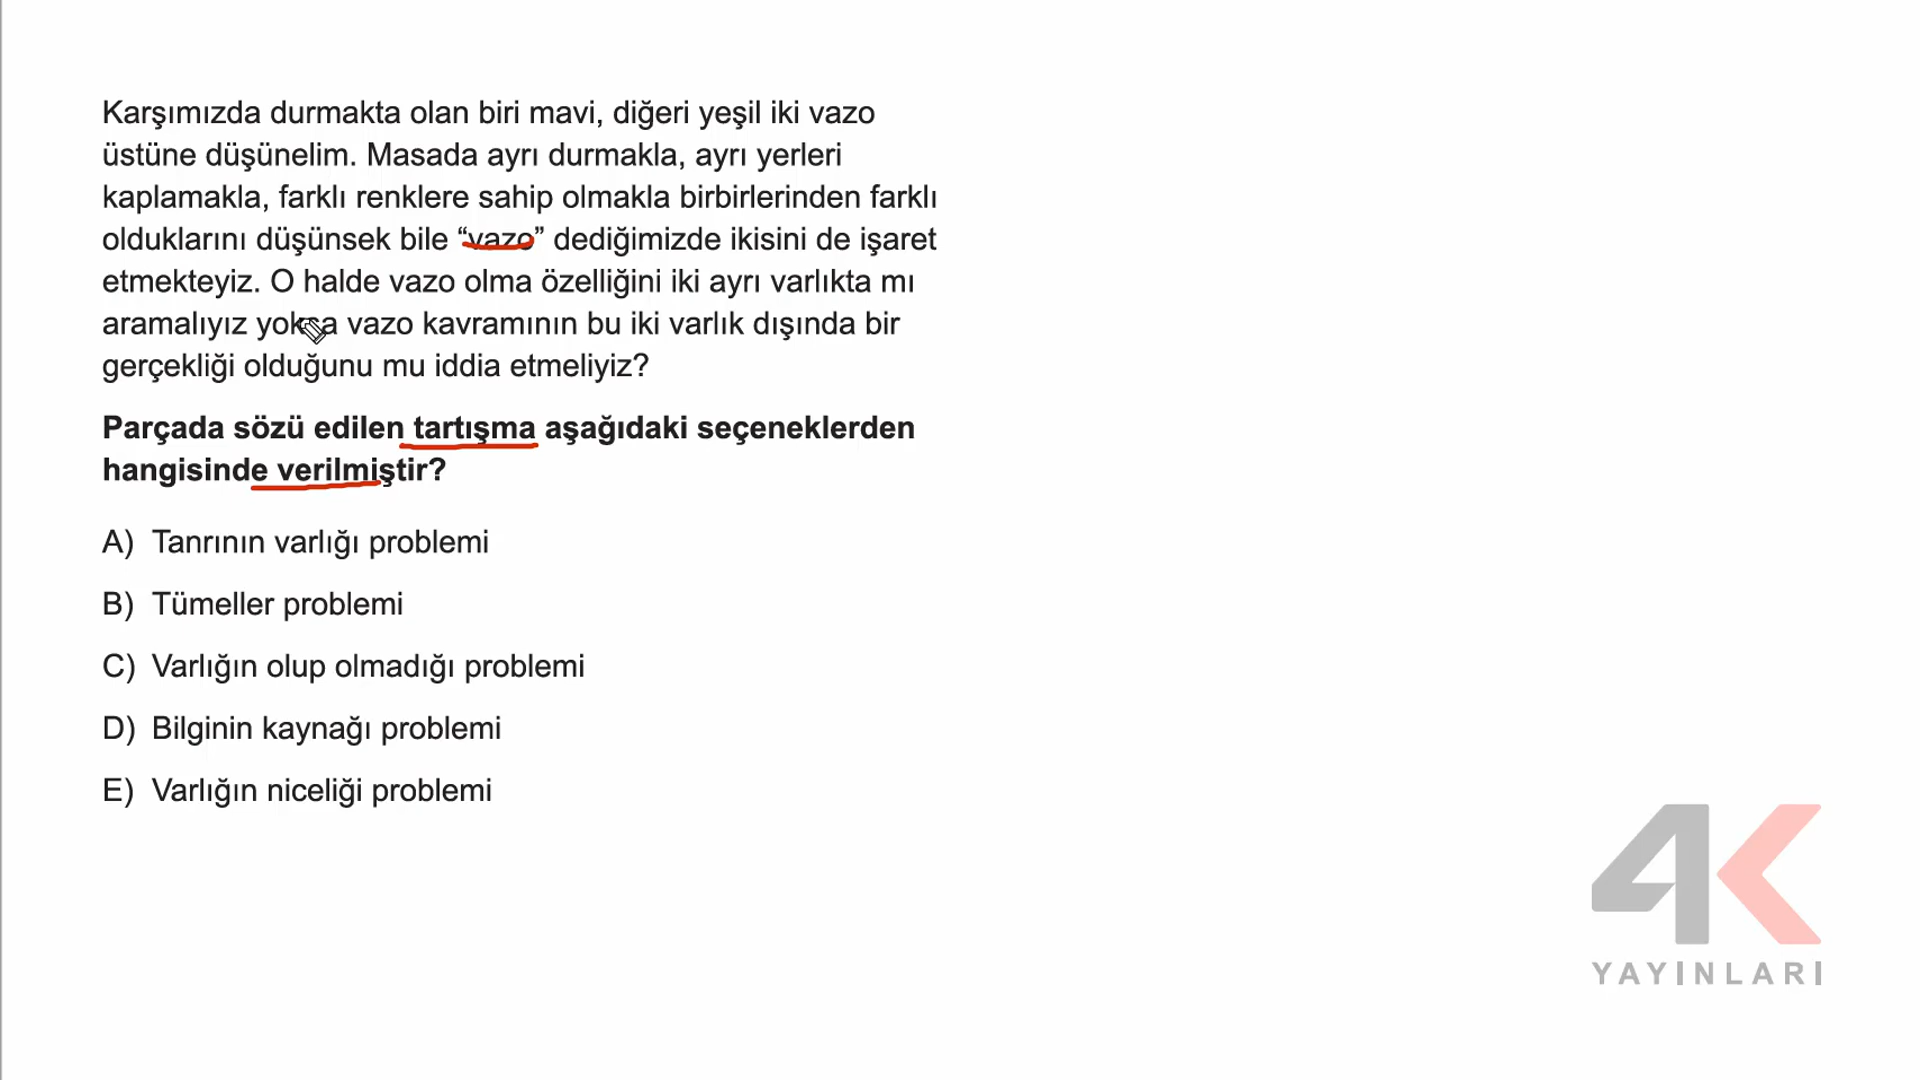 Karşımızda durmakta olan biri mavi, diğeri yeşil iki vazo
üstüne düşünelim. Masada ayrı durmakla, ayrı yerleri
kaplamakla, farklı renklere sahip olmakla birbirlerinden farklı
olduklarını düşünsek bile “vazo” dediğimizde ikisini de işaret
etmekteyiz. O halde vazo olma özelliğini iki ayrı varlıkta mı
aramalıyız yoksa vazo kavramının bu iki varlık dışında bir
gerçekliği olduğunu mu iddia etmeliyiz?
Parçada sözü edilen tartışma aşağıdaki seçeneklerden
hangisinde verilmiştir?
A) Tanrının varlığı problemi
B) Tümeller problemi
C) Varlığın olup olmadığı problemi
D) Bilginin kaynağı problemi
E) Varlığın niceliği problemi
4K
YAYINLARI